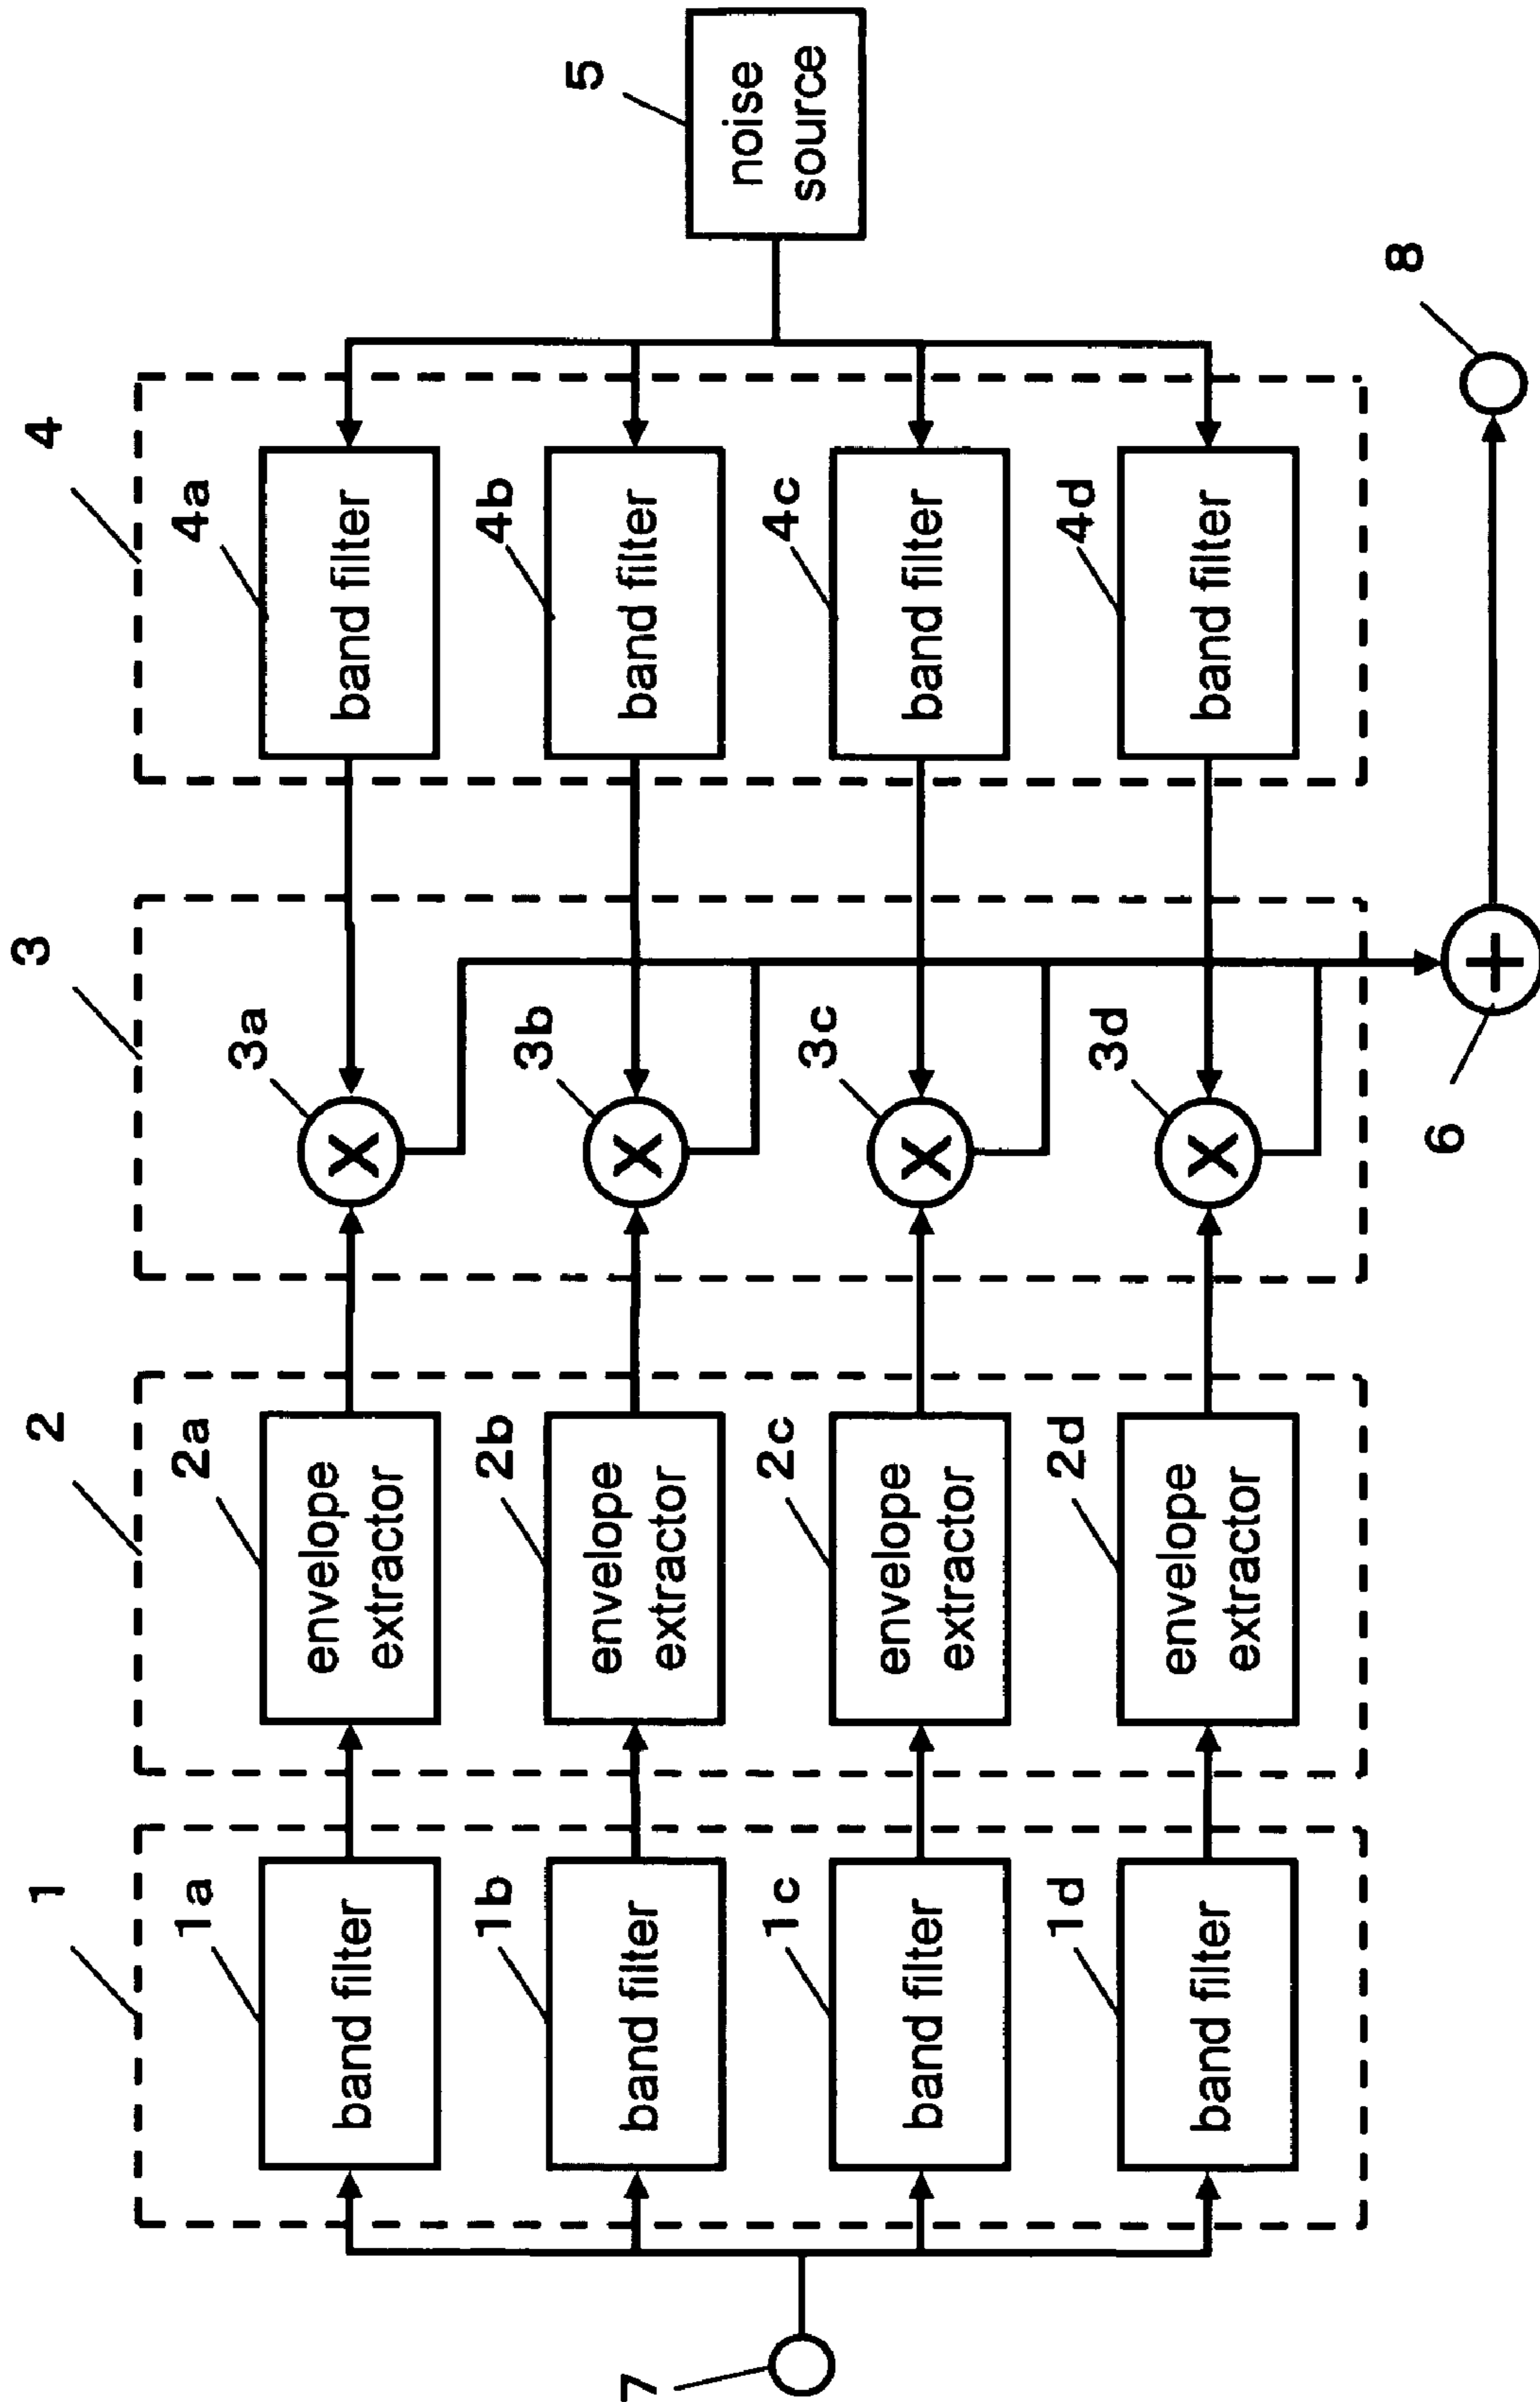 1
2
3
4
1a
band filter
2a
envelope
extractor
3a
X
4a
band filter
5
noise
source
1b
band filter
2b
envelope
extractor
3b
X
4b
band filter
7
1c
band filter
2c
envelope
extractor
3c
X
4c
band filter
1d
band filter
2d
envelope
extractor
3d
X
4d
band filter
6
+
8